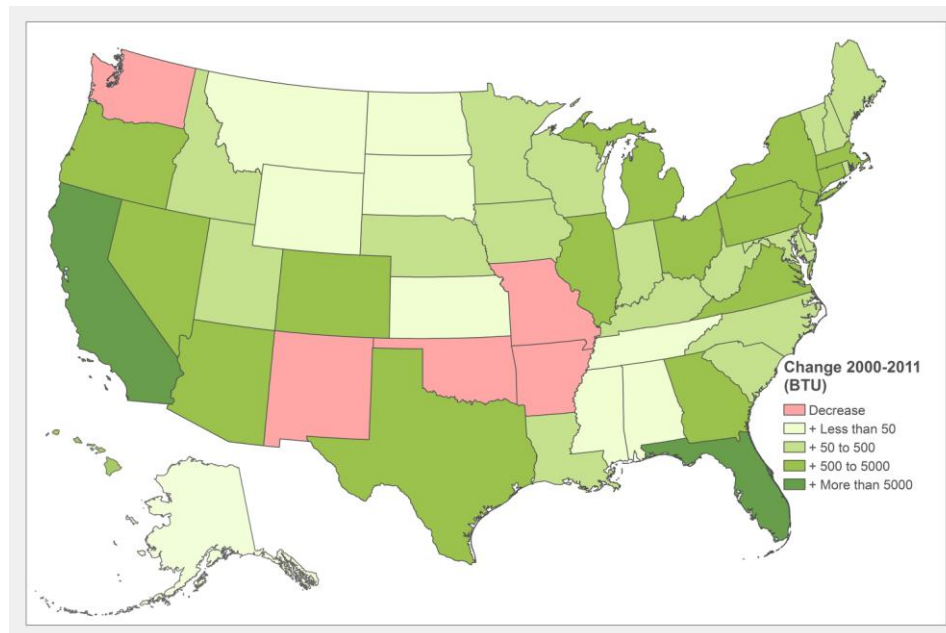 Change 2000-2011
(BTU)
Decrease
+ Less than 50
+ 50 to 500
+ 500 to 5000
+ More than 5000